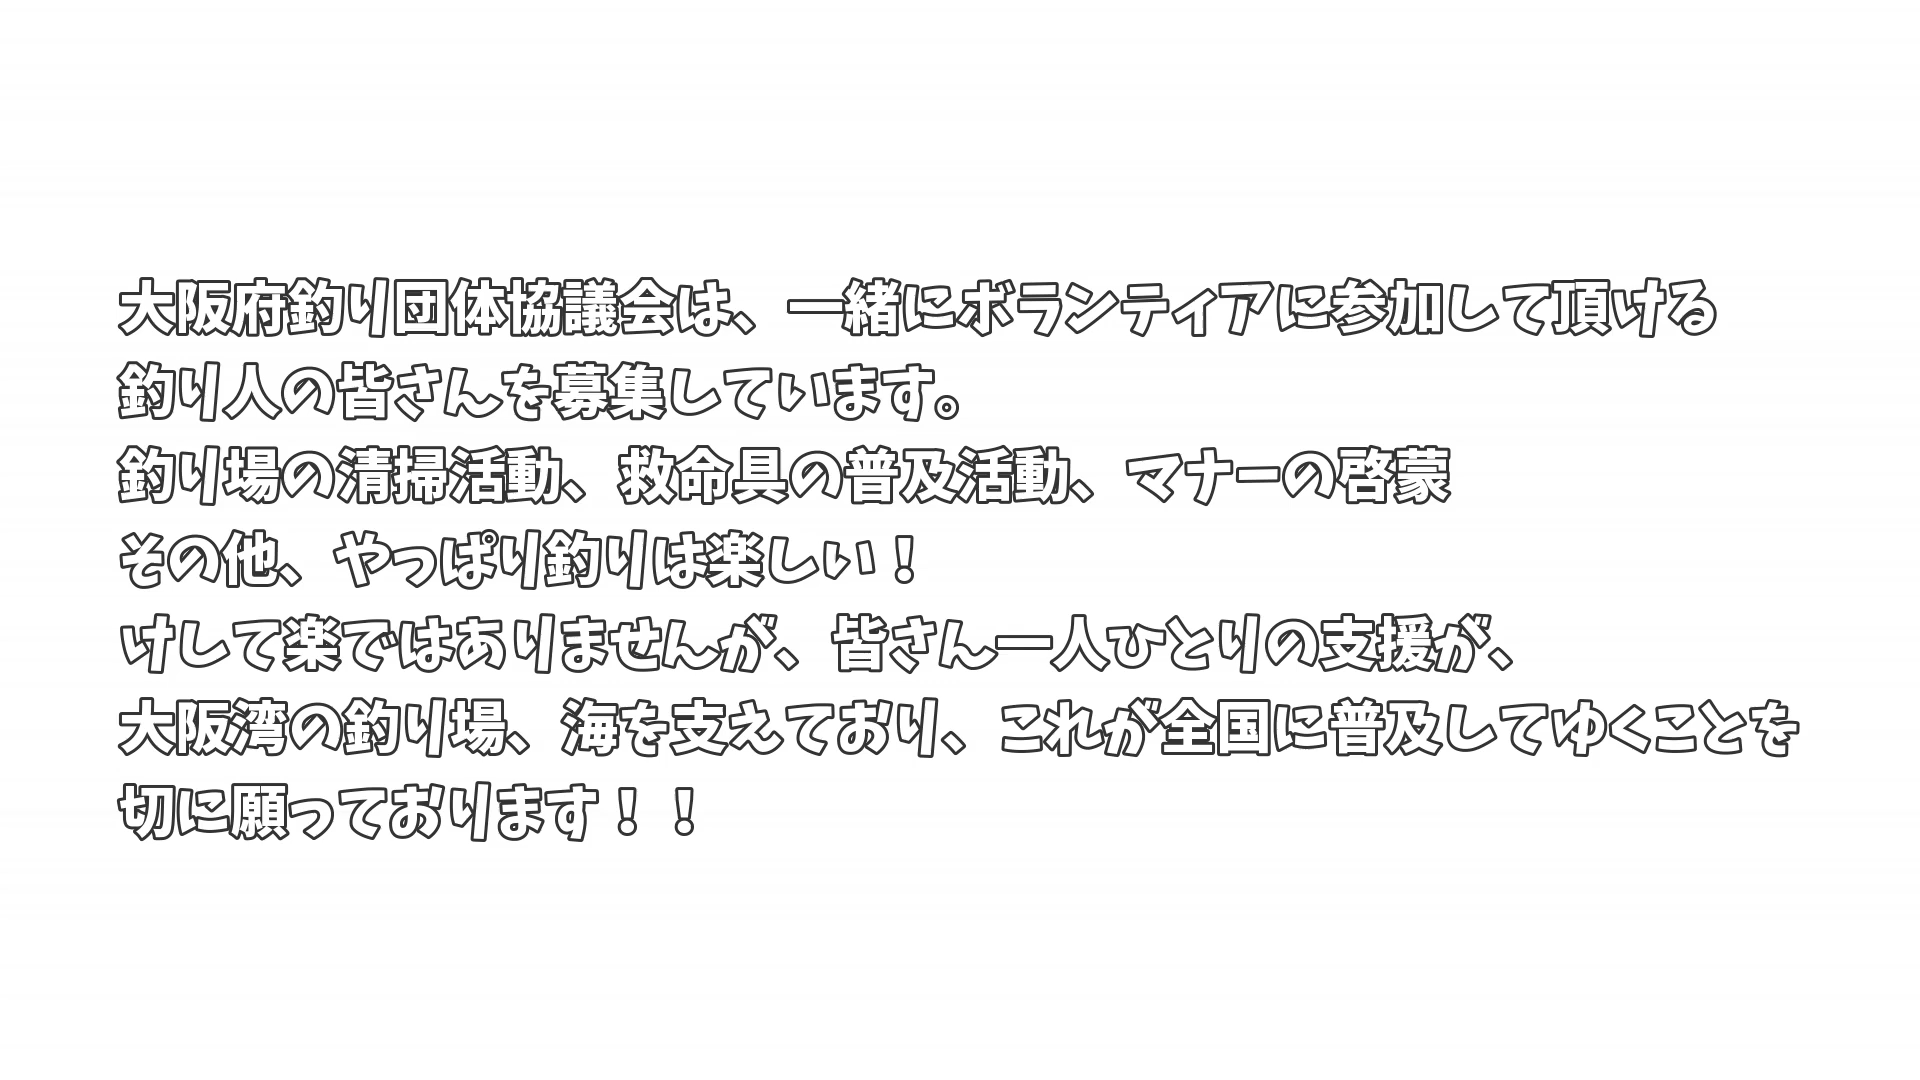 大阪府釣り団体協議会は、一緒にボランティアに参加して頂ける
釣り人の皆さんを募集しています。
釣り場の清掃活動、救命具の普及活動、マナーの啓蒙
その他、やっぱり釣りは楽しい！
けして楽ではありませんが、皆さん一人ひとりの支援が、
大阪湾の釣り場、海を支えており、これが全国に普及してゆくことを
切に願っております！！